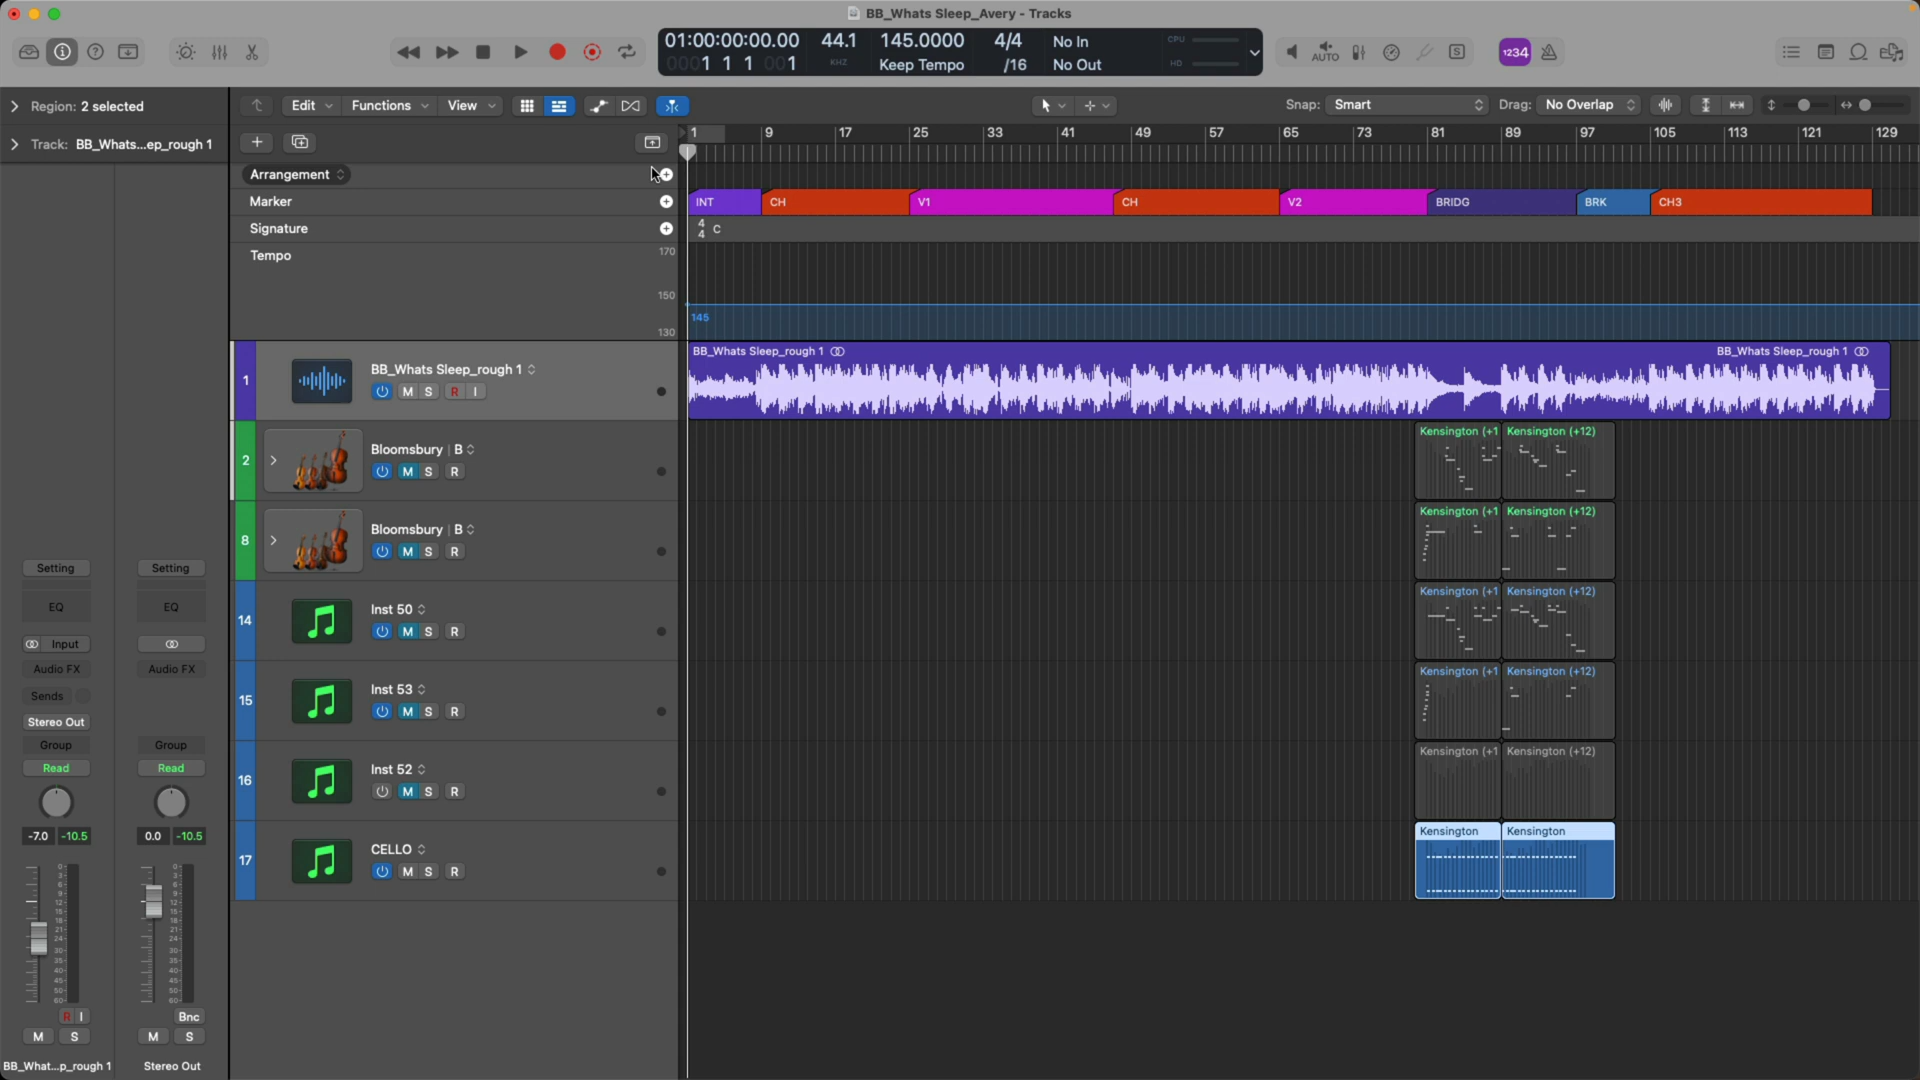 BB_Whats Sleep_Avery - Tracks
01:00:00:00.00
0001 1 1 001
44.1
KHZ
145.0000
Keep Tempo
4/4
/16
No In
No Out
CPU
HD
AUTO
S
1234
Region: 2 selected
Edit
Functions
View
Snap: Smart
Drag: No Overlap
Track: BB_Whats...ep_rough 1
1 9 17 25 33 41 49 57 65 73 81 89 97 105 113 121 129
Arrangement
Marker
INT CH V1 CH V2 BRIDG BRK CH3
Signature
4
4
C
Tempo
170
150
130
145
1
BB_Whats Sleep_rough 1
M S R I
BB_Whats Sleep_rough 1
BB_Whats Sleep_rough 1
2
Bloomsbury | B
M S R
Kensington (+1
Kensington (+12)
8
Bloomsbury | B
M S R
Kensington (+1
Kensington (+12)
14
Inst 50
M S R
Kensington (+1
Kensington (+12)
15
Inst 53
M S R
Kensington (+1
Kensington (+12)
16
Inst 52
M S R
Kensington (+1
Kensington (+12)
17
CELLO
M S R
Kensington
Kensington
Setting
EQ
Input
Audio FX
Sends
Stereo Out
Group
Read
-7.0 -10.5
R I
M S
BB_What...p_rough 1
Setting
EQ
Audio FX
Group
Read
0.0 -10.5
Bnc
M S
Stereo Out